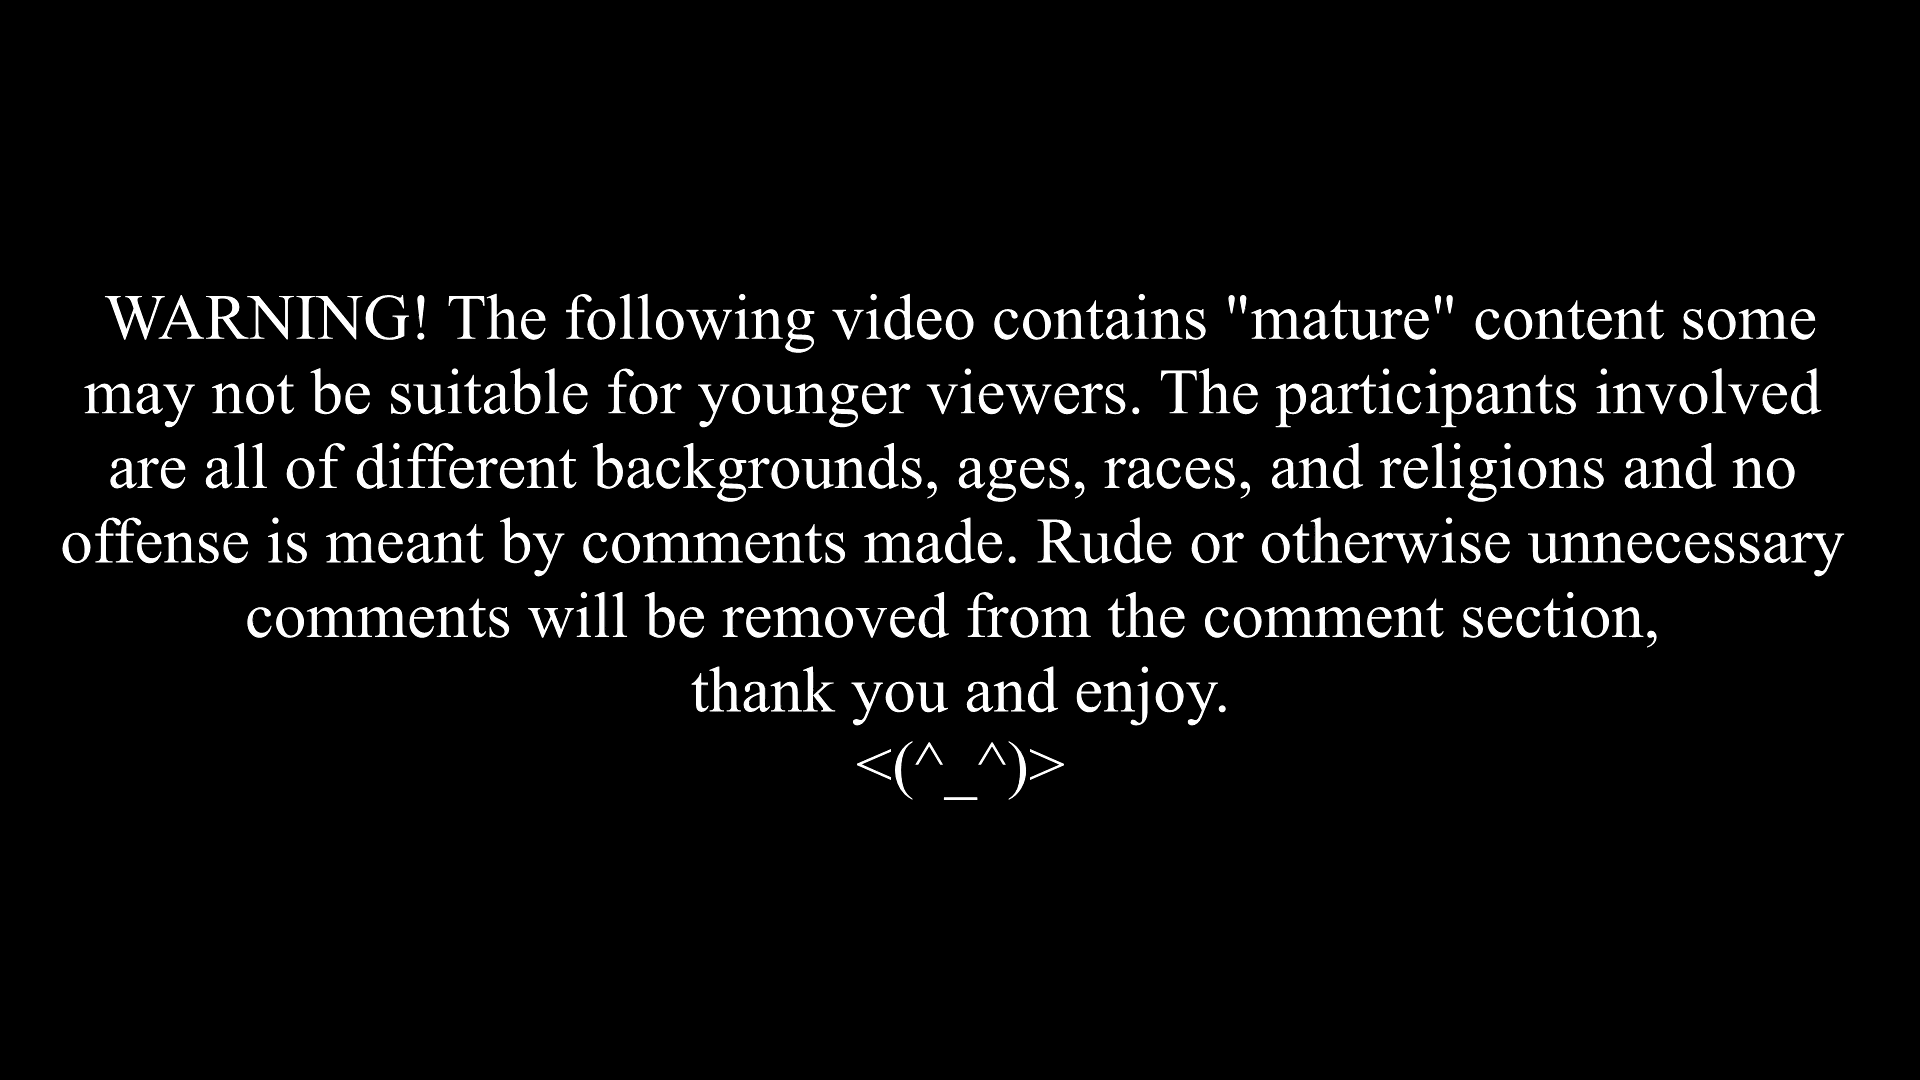 WARNING! The following video contains "mature" content some
may not be suitable for younger viewers. The participants involved
are all of different backgrounds, ages, races, and religions and no
offense is meant by comments made. Rude or otherwise unnecessary
comments will be removed from the comment section,
thank you and enjoy.
<(^_^)>